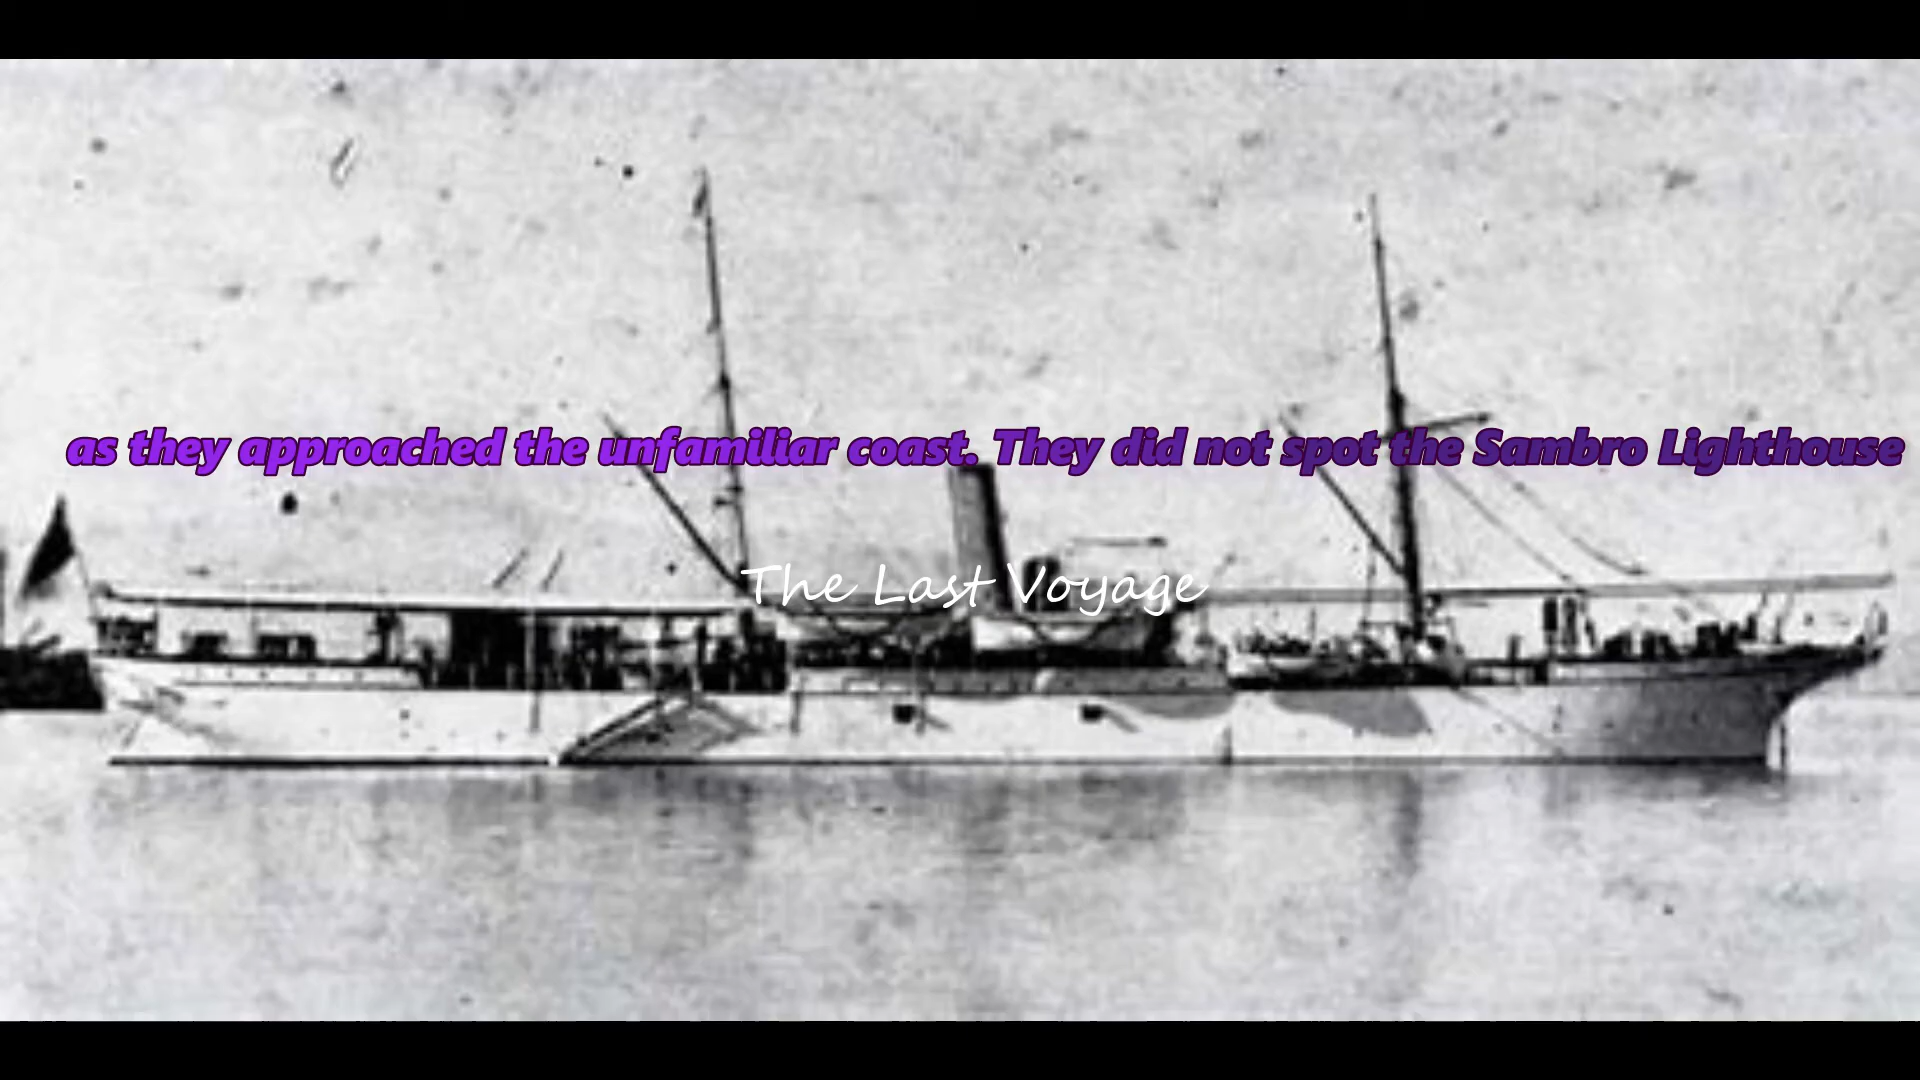 as they approached the unfamiliar coast. They did not spot the Sambro Lighthouse
The Last Voyage